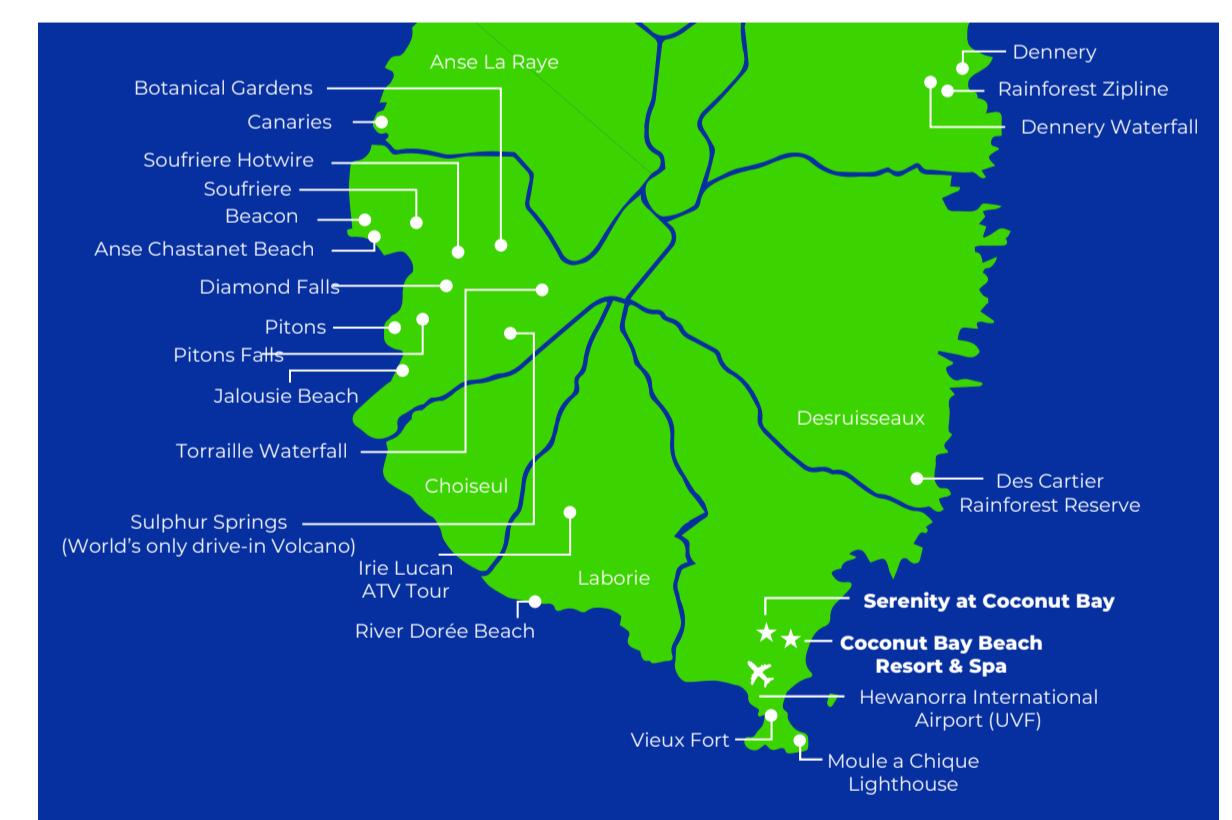 Anse La Raye
Dennery
Botanical Gardens
Rainforest Zipline
Canaries
Dennery Waterfall
Soufriere Hotwire
Soufriere
Beacon
Anse Chastanet Beach
Diamond Falls
Pitons
Pitons Falls
Jalousie Beach
Desruisseaux
Torraille Waterfall
Choiseul
Des Cartier
Rainforest Reserve
Sulphur Springs
(World's only drive-in Volcano)
Irie Lucan
ATV Tour
Laborie
River Dorée Beach
Serenity at Coconut Bay
Coconut Bay Beach
Resort & Spa
Hewanorra International
Airport (UVF)
Vieux Fort
Moule a Chique
Lighthouse